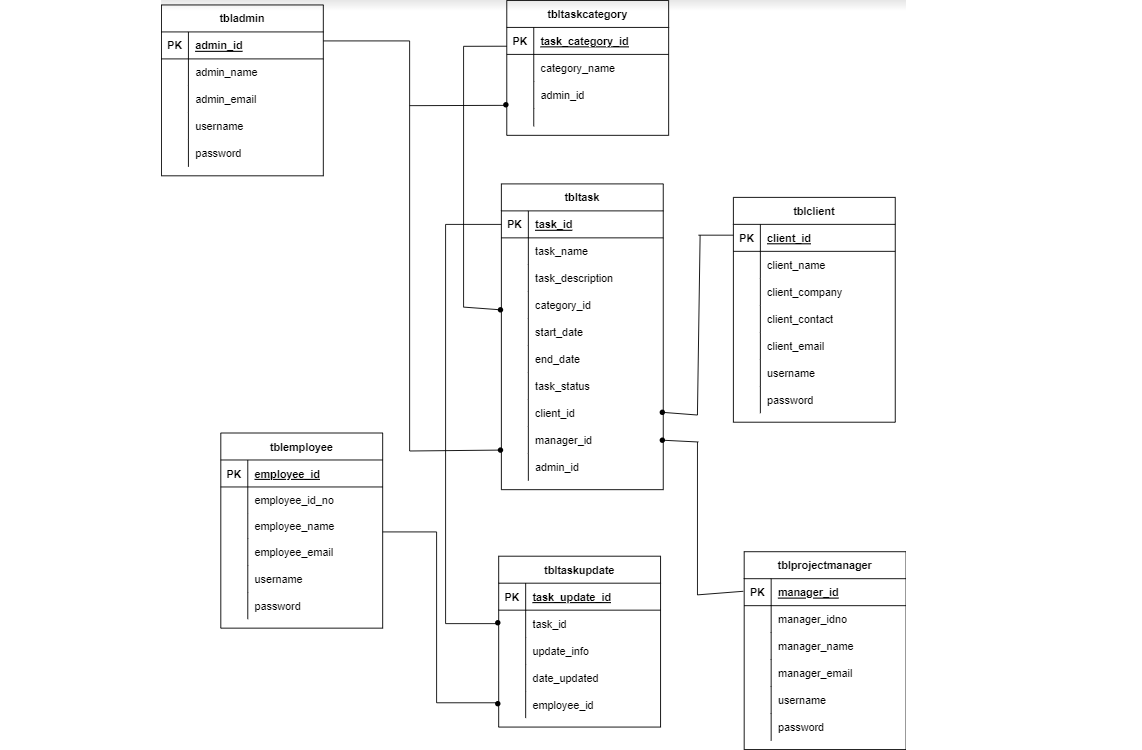 tbladmin
PK admin_id
admin_name
admin_email
username
password
tbltaskcategory
PK task_category_id
category_name
admin_id
tbltask
PK task_id
task_name
task_description
category_id
start_date
end_date
task_status
client_id
manager_id
admin_id
tblclient
PK client_id
client_name
client_company
client_contact
client_email
username
password
tblemployee
PK employee_id
employee_id_no
employee_name
employee_email
username
password
tbltaskupdate
PK task_update_id
task_id
update_info
date_updated
employee_id
tblprojectmanager
PK manager_id
manager_idno
manager_name
manager_email
username
password